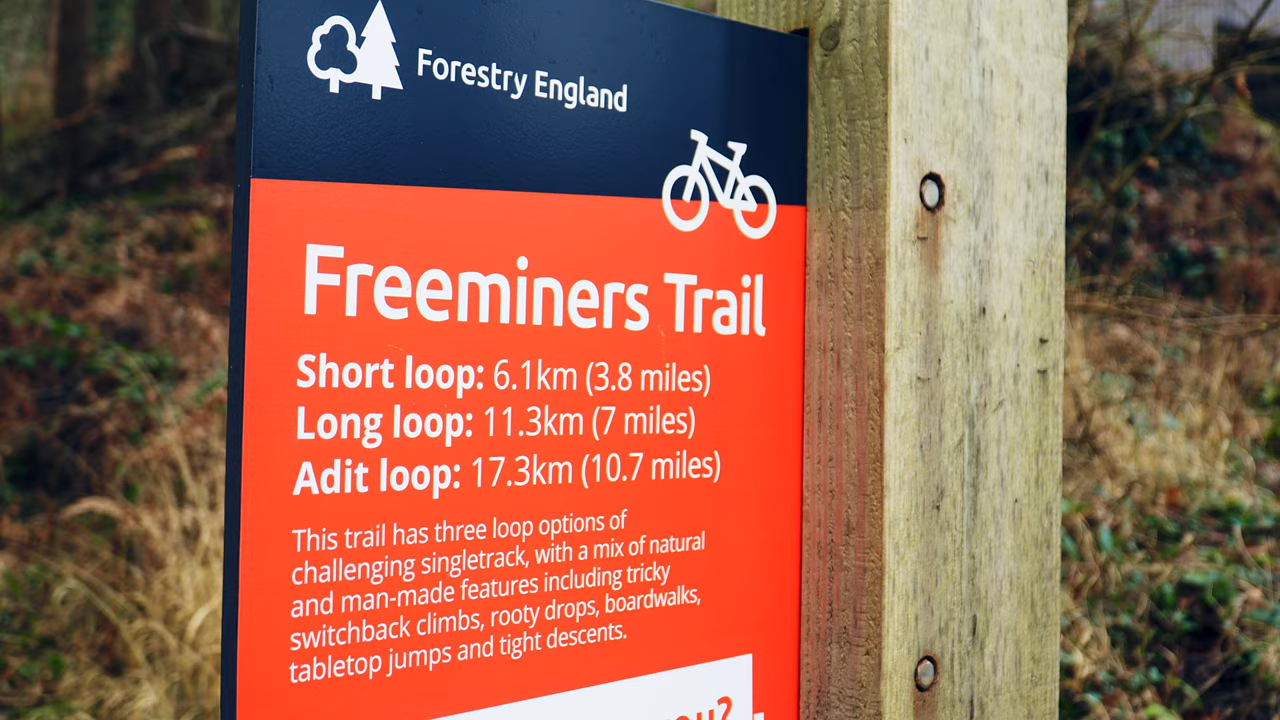 Forestry England
Freeminers Trail
Short loop: 6.1km (3.8 miles)
Long loop: 11.3km (7 miles)
Adit loop: 17.3km (10.7 miles)
This trail has three loop options of
challenging singletrack, with a mix of natural
and man-made features including tricky
switchback climbs, rooty drops, boardwalks,
tabletop jumps and tight descents.